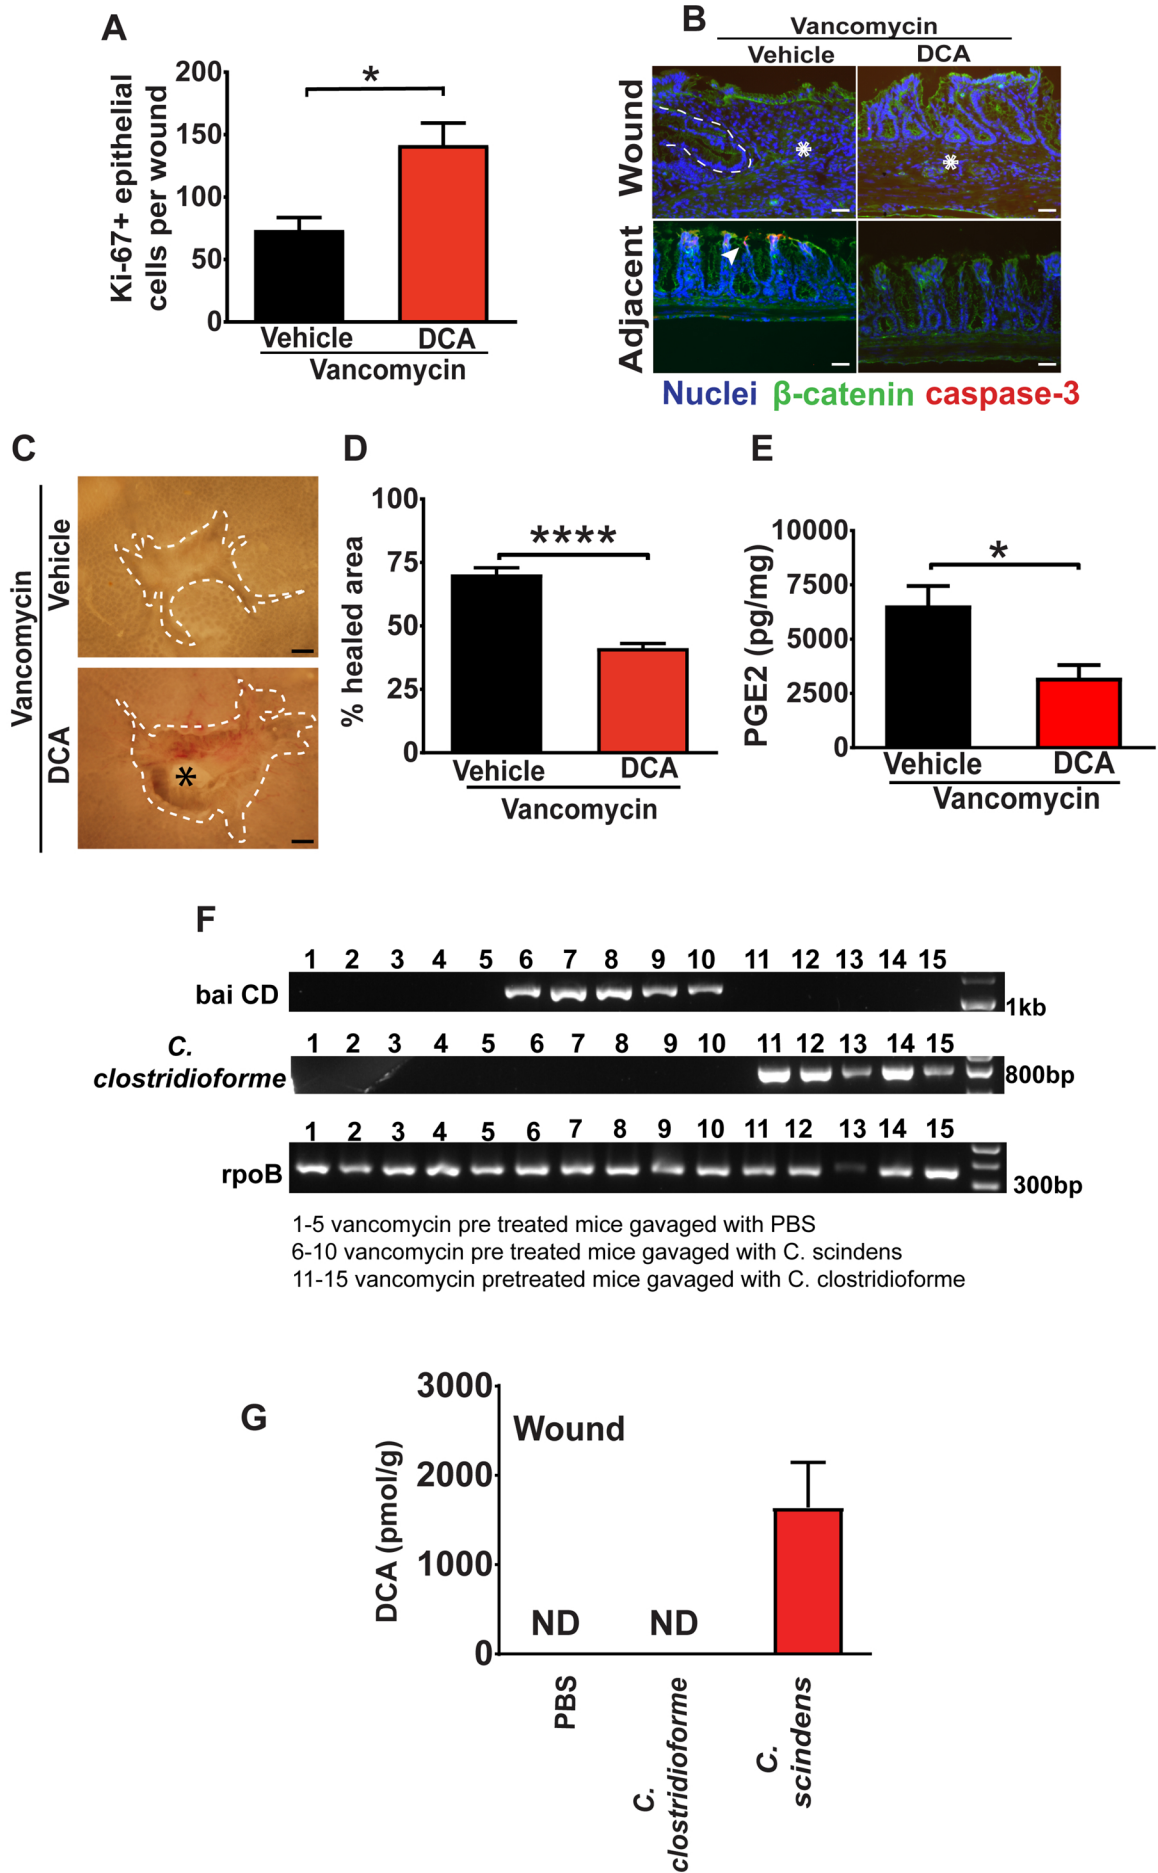 A
Ki-67+ epithelial
cells per wound
200
150
100
50
0
*
Vehicle
DCA
Vancomycin
B
Vancomycin
Vehicle DCA
Wound
Adjacent
Nuclei β-catenin caspase-3
C
Vancomycin
Vehicle
DCA
*
D
% healed area
100
75
50
25
0
****
Vehicle
DCA
Vancomycin
E
PGE2 (pg/mg)
10000
7500
5000
2500
0
*
Vehicle
DCA
Vancomycin
F
1 2 3 4 5 6 7 8 9 10 11 12 13 14 15
bai CD
1kb
1 2 3 4 5 6 7 8 9 10 11 12 13 14 15
C.
clostridioforme
800bp
1 2 3 4 5 6 7 8 9 10 11 12 13 14 15
rpoB
300bp
1-5 vancomycin pre treated mice gavaged with PBS
6-10 vancomycin pre treated mice gavaged with C. scindens
11-15 vancomycin pretreated mice gavaged with C. clostridioforme
G
DCA (pmol/g)
3000
2000
1000
0
Wound
ND
ND
PBS
C.
clostridioforme
C.
scindens